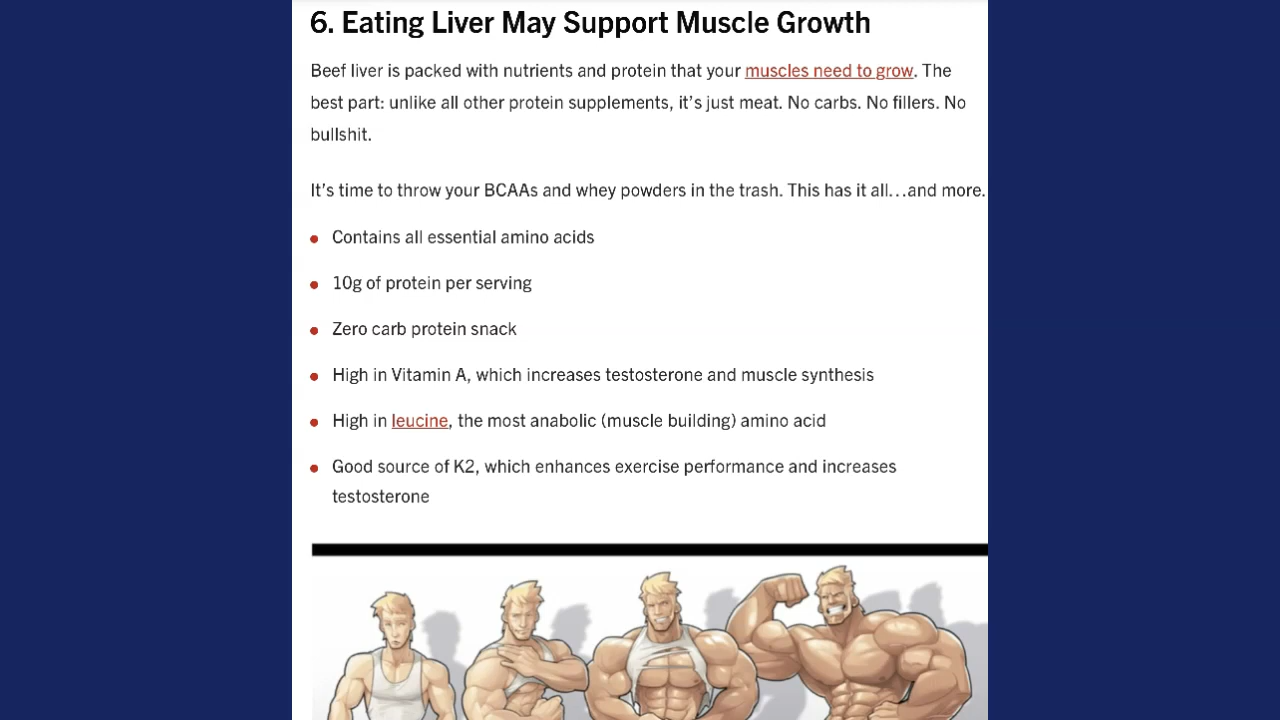 6. Eating Liver May Support Muscle Growth
Beef liver is packed with nutrients and protein that your muscles need to grow. The
best part: unlike all other protein supplements, it’s just meat. No carbs. No fillers. No
bullshit.
It’s time to throw your BCAAs and whey powders in the trash. This has it all…and more.
Contains all essential amino acids
10g of protein per serving
Zero carb protein snack
High in Vitamin A, which increases testosterone and muscle synthesis
High in leucine, the most anabolic (muscle building) amino acid
Good source of K2, which enhances exercise performance and increases
testosterone